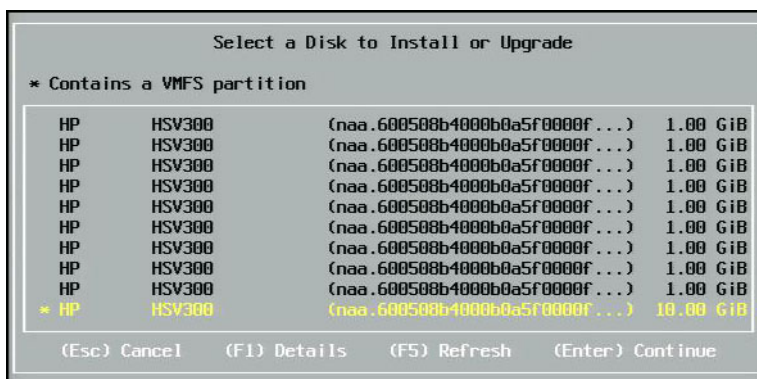 Select a Disk to Install or Upgrade
* Contains a VMFS partition
HP HSV300 (naa.600508b4000b0a5f0000f...) 1.00 GiB
HP HSV300 (naa.600508b4000b0a5f0000f...) 1.00 GiB
HP HSV300 (naa.600508b4000b0a5f0000f...) 1.00 GiB
HP HSV300 (naa.600508b4000b0a5f0000f...) 1.00 GiB
HP HSV300 (naa.600508b4000b0a5f0000f...) 1.00 GiB
HP HSV300 (naa.600508b4000b0a5f0000f...) 1.00 GiB
HP HSV300 (naa.600508b4000b0a5f0000f...) 1.00 GiB
HP HSV300 (naa.600508b4000b0a5f0000f...) 1.00 GiB
HP HSV300 (naa.600508b4000b0a5f0000f...) 1.00 GiB
* HP HSV300 (naa.600508b4000b0a5f0000f...) 10.00 GiB
(Esc) Cancel (F1) Details (F5) Refresh (Enter) Continue